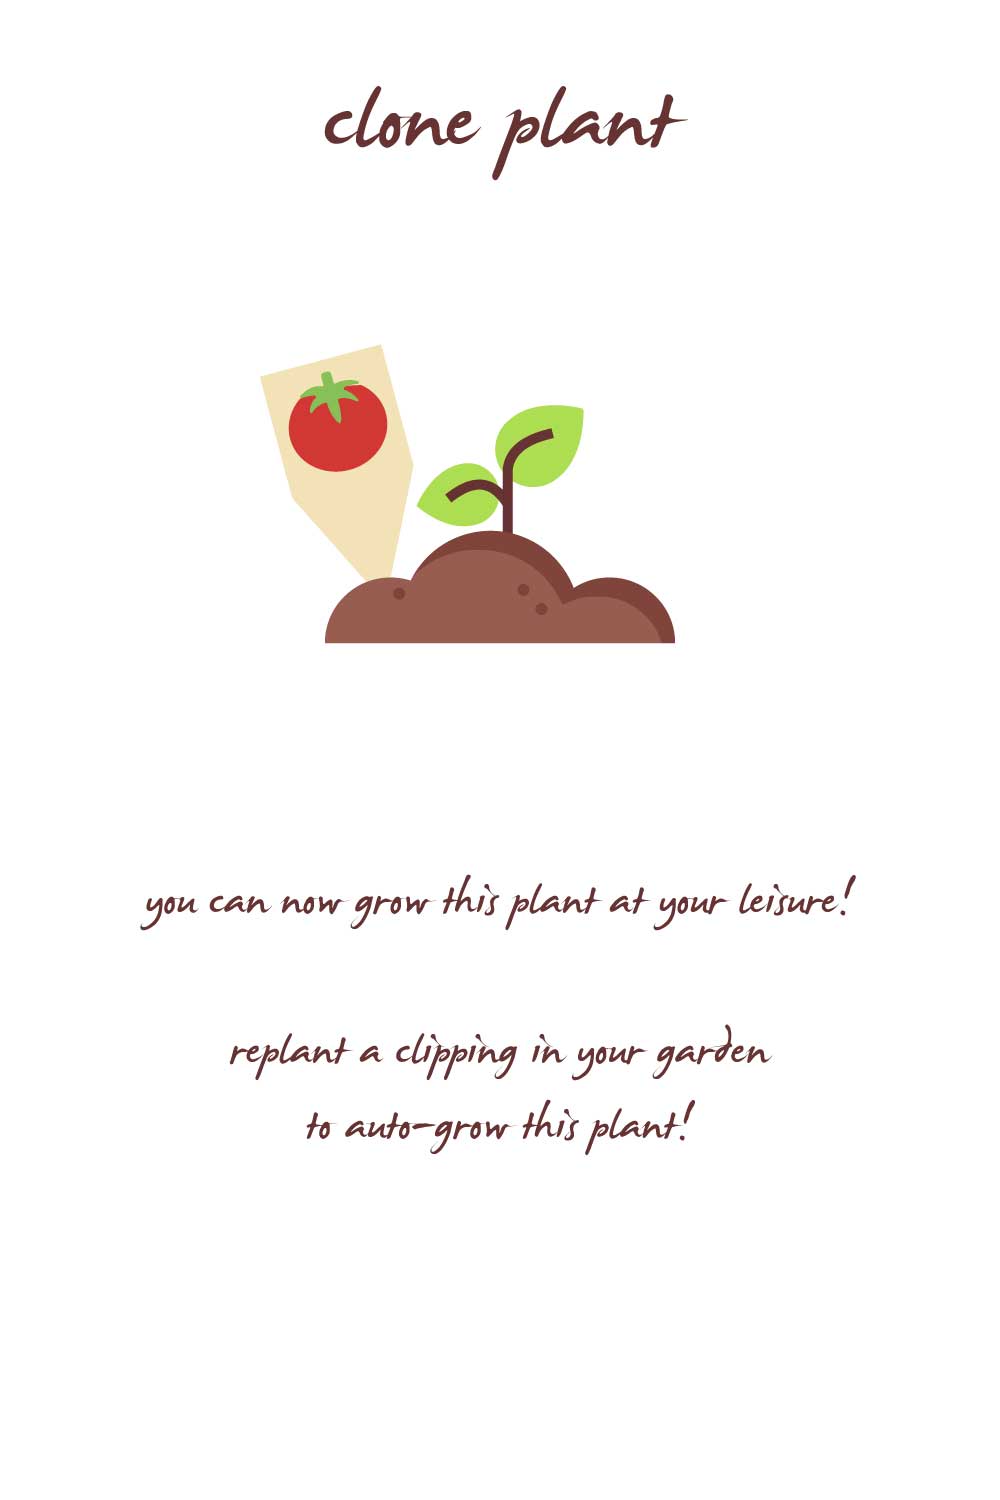 clone plant
you can now grow this plant at your leisure!
replant a clipping in your garden
to auto-grow this plant!